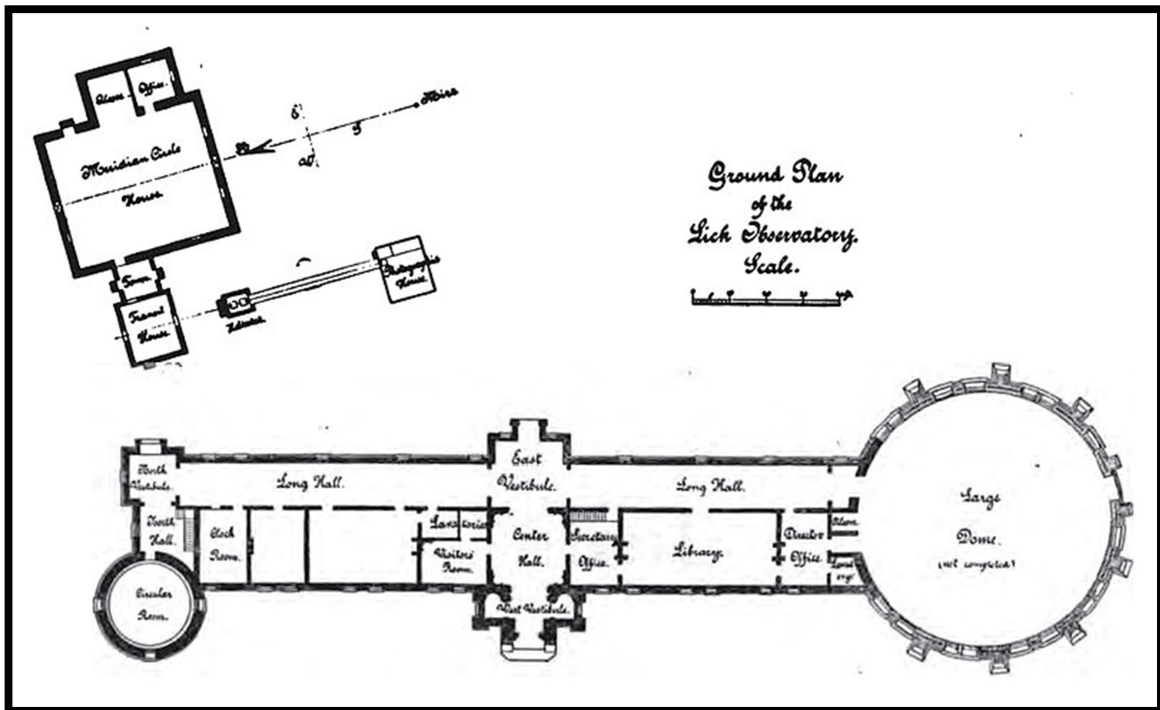 Ground Plan
of the
Lick Observatory.
Scale.
Office.
Meridian Circle
House.
Mire
S
Transit
House.
Photographic
House.
North
Vestibule.
Long Hall.
East
Vestibule.
Long Hall.
North
Hall.
Clock
Room.
Lavatories
Visitors'
Room.
Center
Hall.
Secretary
Office.
Library.
Director
Office.
Large
Dome.
(not completed)
Circular
Room.
West Vestibule.